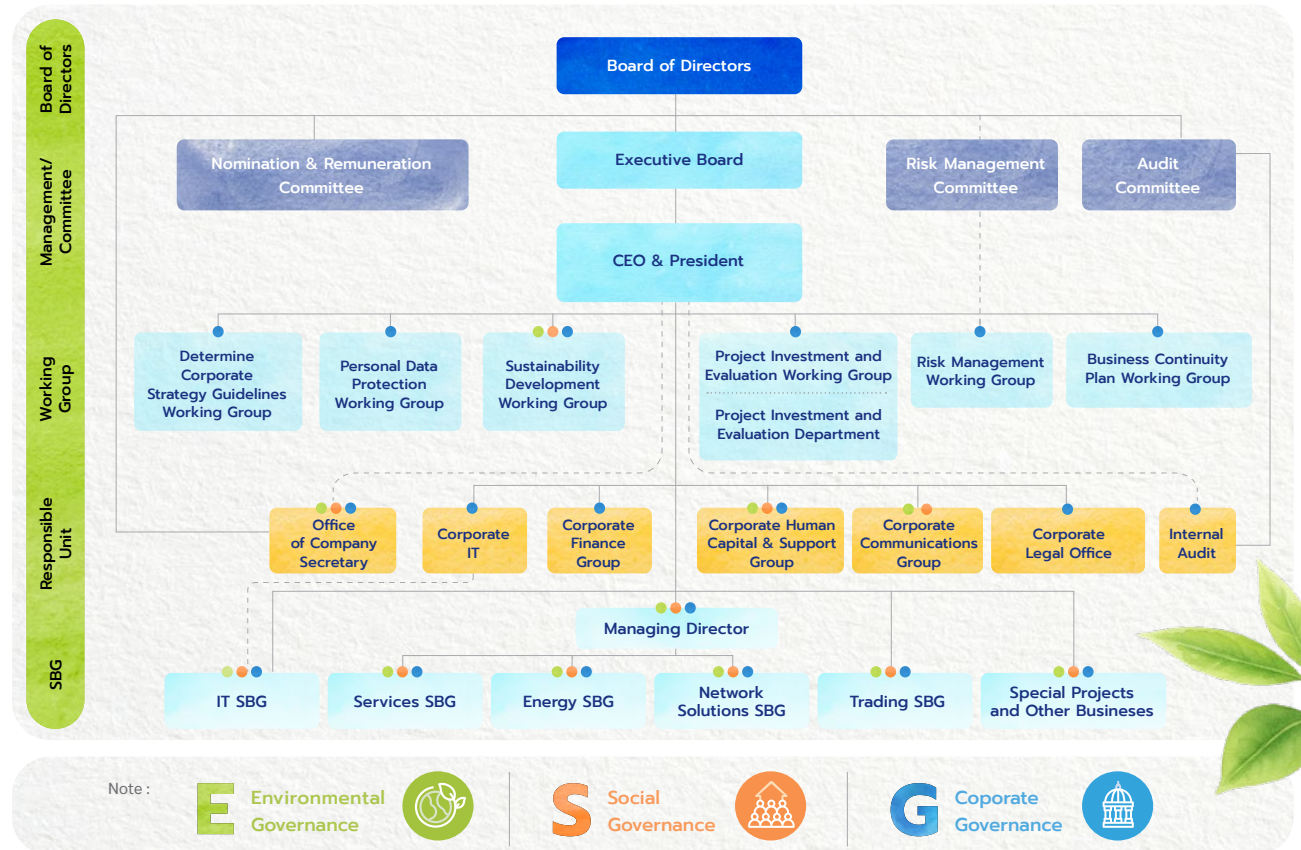 Board of
Directors
Management/
Committee
Working
Group
Responsible
Unit
SBG
Board of Directors
Nomination & Remuneration
Committee
Executive Board
Risk Management
Committee
Audit
Committee
CEO & President
Determine
Corporate
Strategy Guidelines
Working Group
Personal Data
Protection
Working Group
Sustainability
Development
Working Group
Project Investment and
Evaluation Working Group
Project Investment and
Evaluation Department
Risk Management
Working Group
Business Continuity
Plan Working Group
Office
of Company
Secretary
Corporate
IT
Corporate
Finance
Group
Corporate Human
Capital & Support
Group
Corporate
Communications
Group
Corporate
Legal Office
Internal
Audit
Managing Director
IT SBG
Services SBG
Energy SBG
Network
Solutions SBG
Trading SBG
Special Projects
and Other Busineses
Note :
E
Environmental
Governance
S
Social
Governance
G
Coporate
Governance